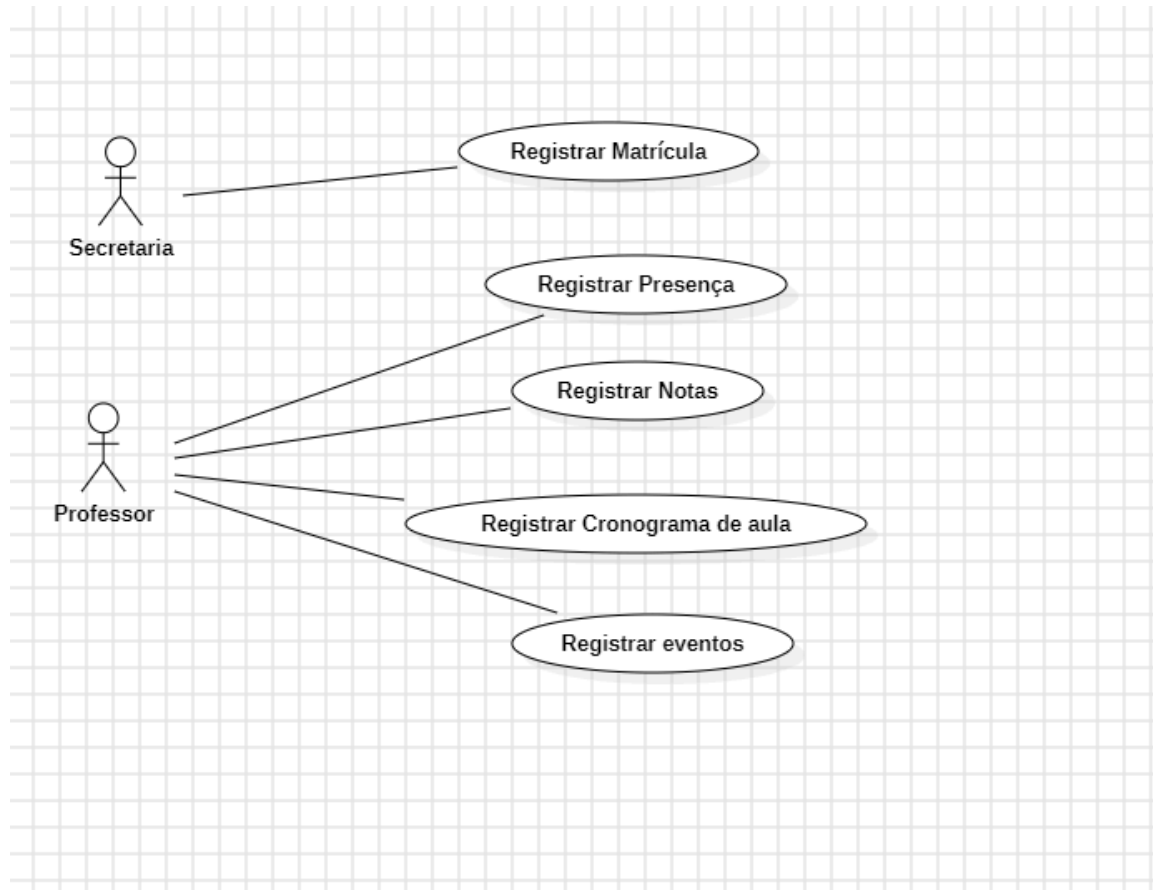 Registrar Matrícula
Secretaria
Registrar Presença
Registrar Notas
Professor
Registrar Cronograma de aula
Registrar eventos